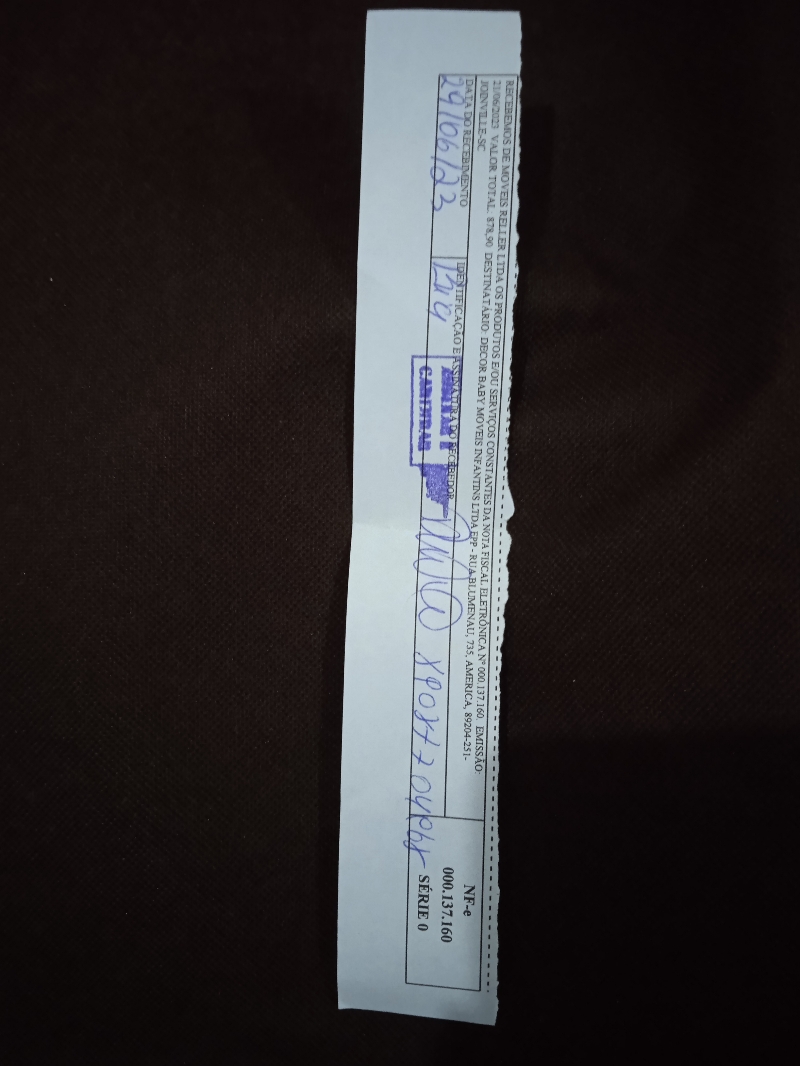 RECEBEMOS DE MOVEIS RELLER LTDA OS PRODUTOS E/OU SERVIÇOS CONSTANTES DA NOTA FISCAL ELETRÔNICA Nº 000.137.160. EMISSÃO:
21/06/2023 VALOR TOTAL: 878,90 DESTINATÁRIO: DECOR BABY MOVEIS INFANTINS LTDA EPP - RUA BLUMENAU, 735, AMERICA, 89204-251-
JOINVILLE-SC
DATA DO RECEBIMENTO
29/06/23
IDENTIFICAÇÃO E ASSINATURA DO RECEBEDOR
NF-e
000.137.160
SÉRIE 0